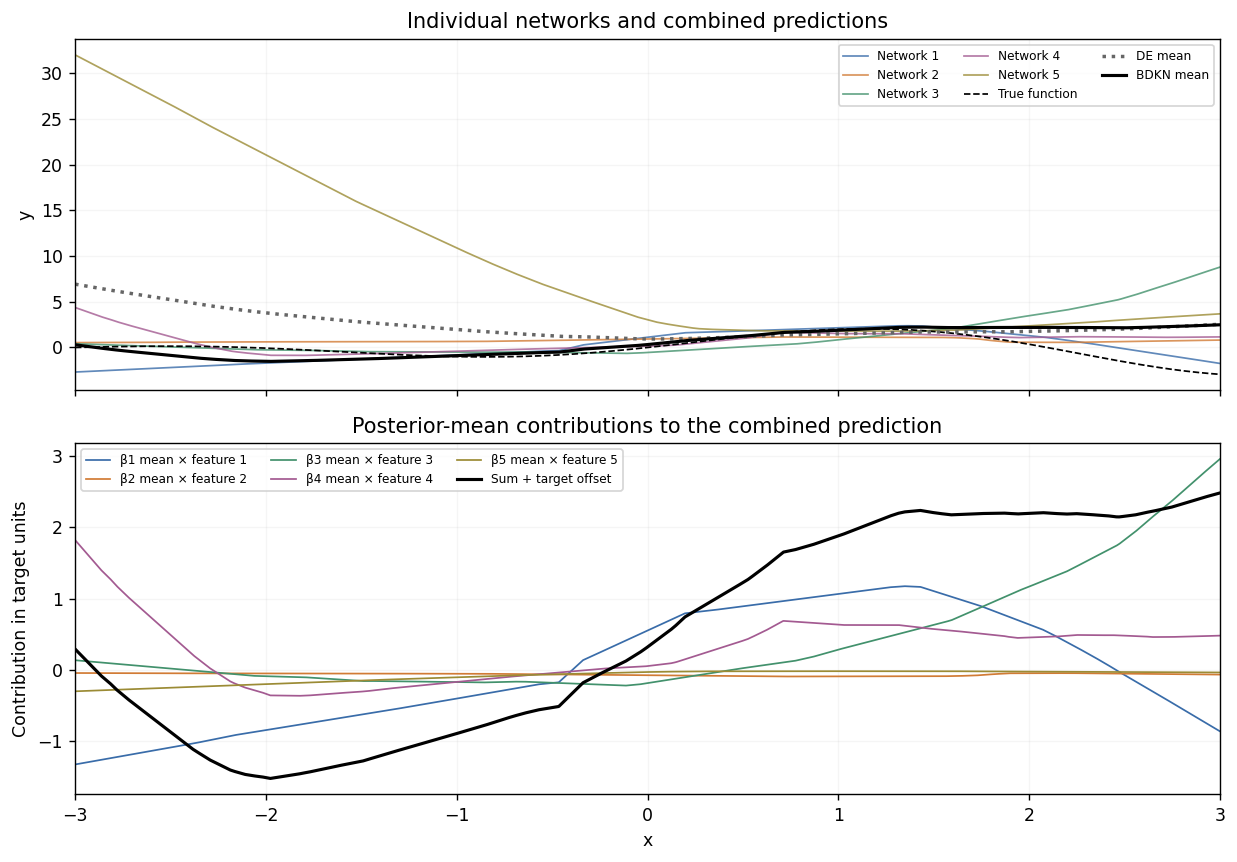 Individual networks and combined predictions
Network 1
Network 2
Network 3
Network 4
Network 5
True function
DE mean
BDKN mean
30
25
20
15
10
5
0
y
Posterior-mean contributions to the combined prediction
β1 mean × feature 1
β2 mean × feature 2
β3 mean × feature 3
β4 mean × feature 4
β5 mean × feature 5
Sum + target offset
3
2
1
0
−1
Contribution in target units
−3
−2
−1
0
1
2
3
x